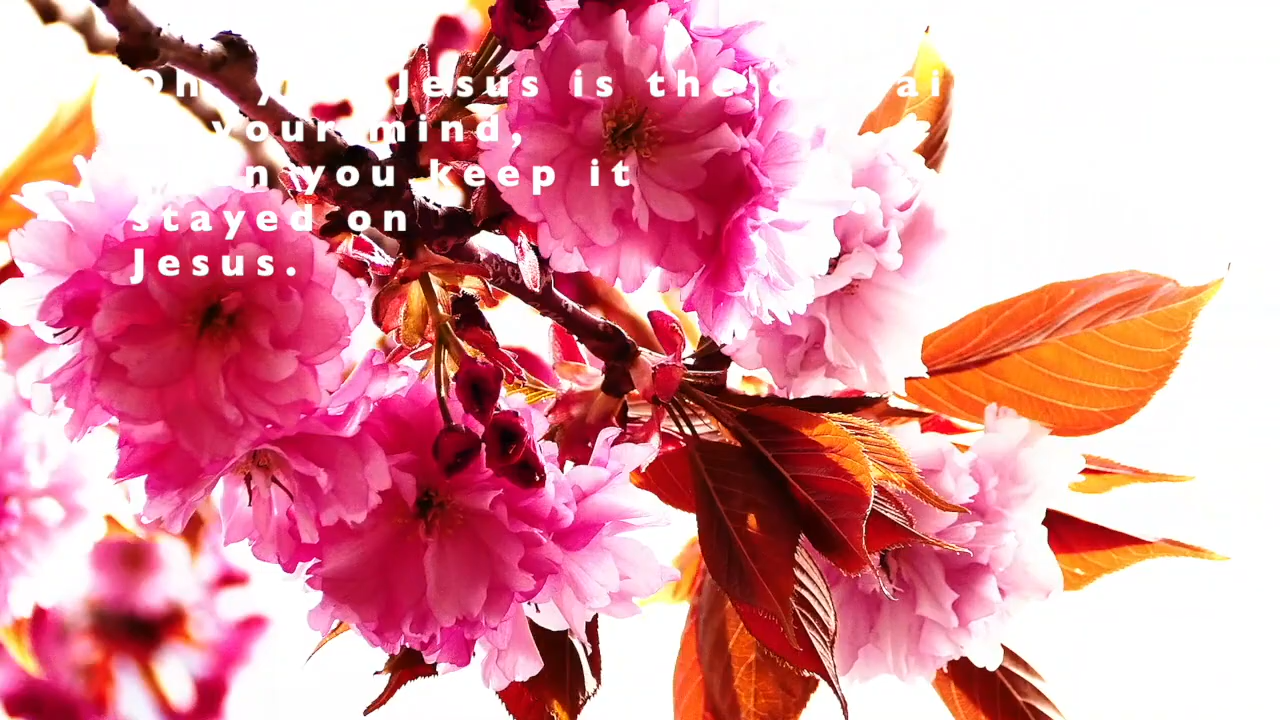 Oh, Jesus is the
your mind,
you keep it
stayed on
Jesus.